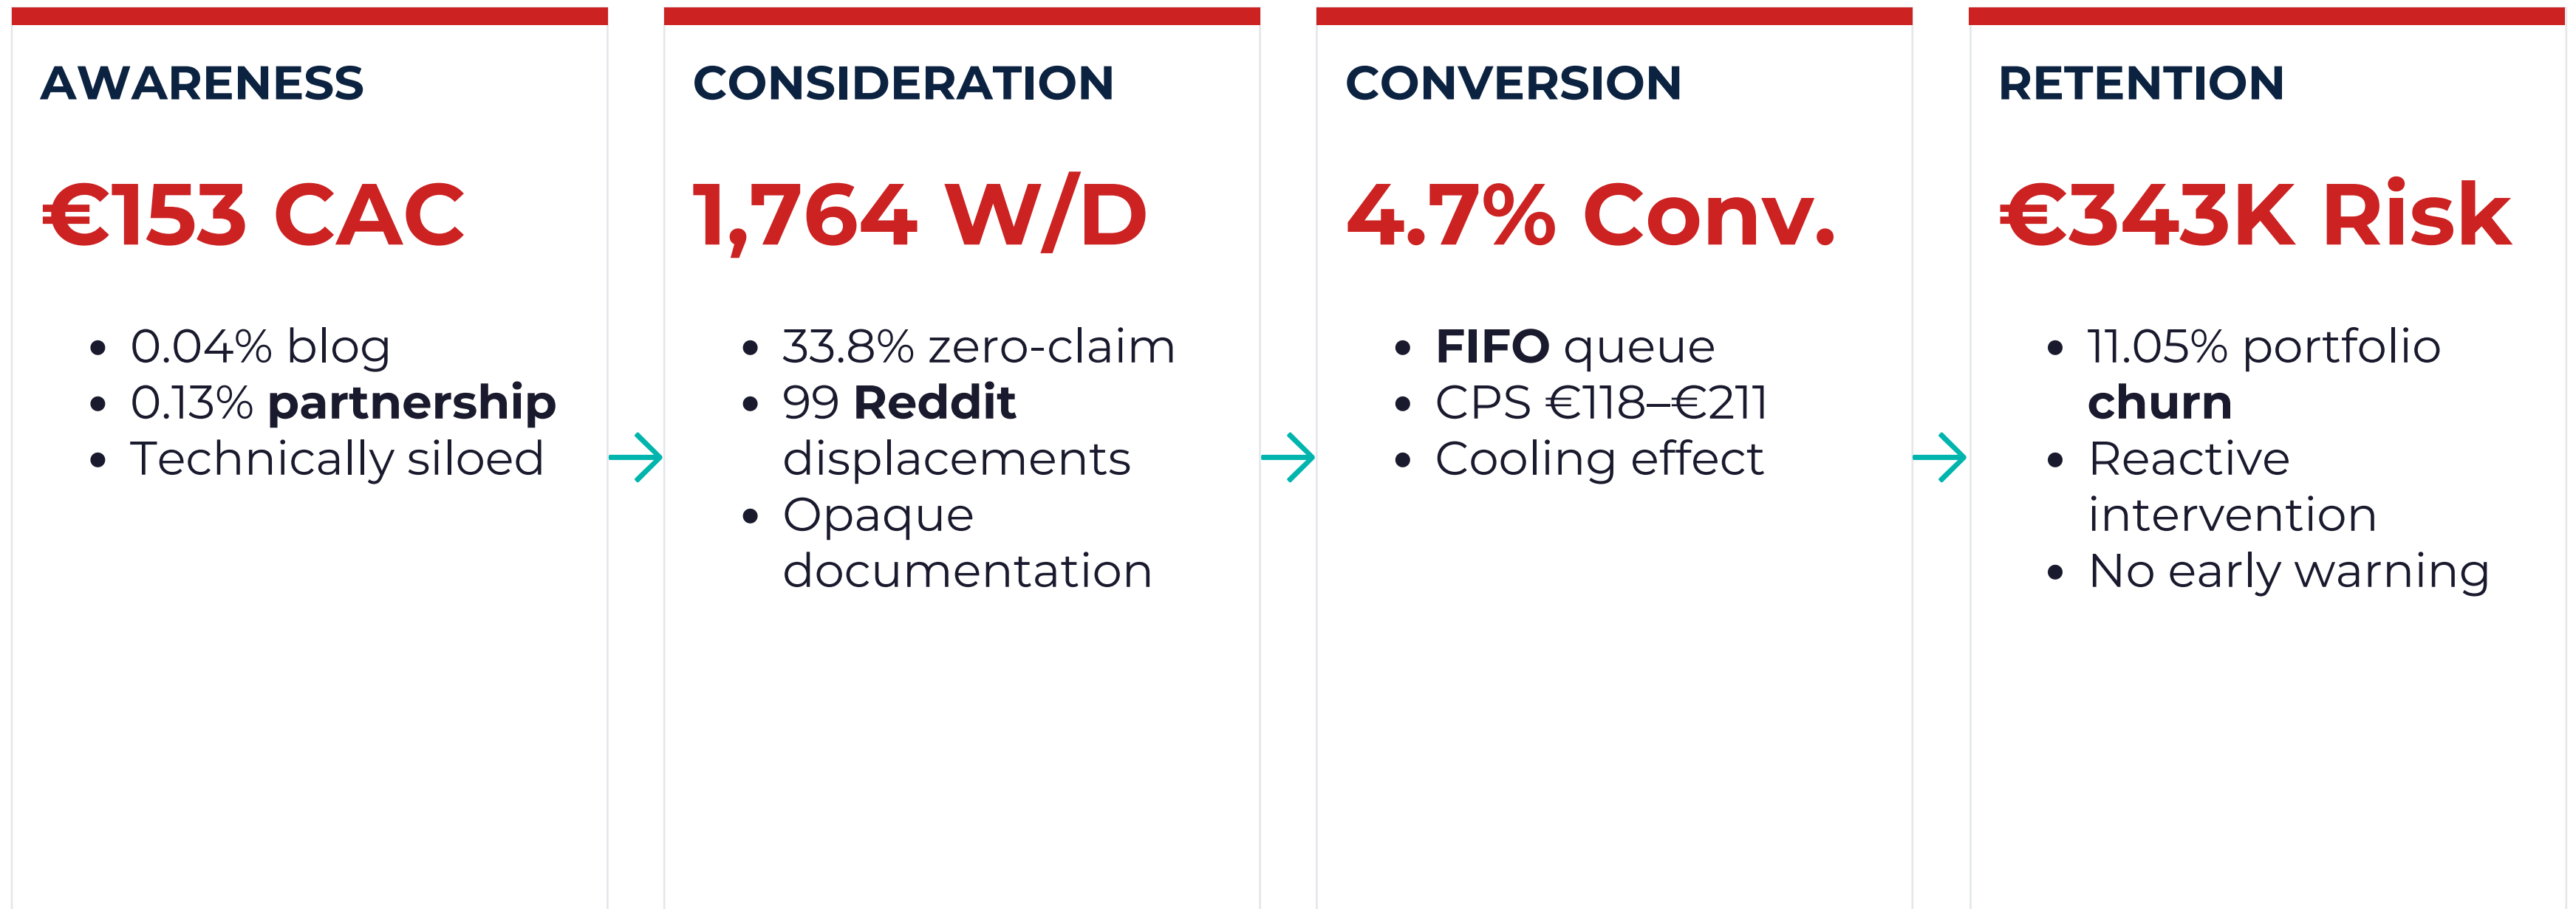 AWARENESS
€153 CAC
• 0.04% blog
• 0.13% partnership
• Technically siloed
→
CONSIDERATION
1,764 W/D
• 33.8% zero-claim
• 99 Reddit
displacements
• Opaque
documentation
→
CONVERSION
4.7% Conv.
• FIFO queue
• CPS €118–€211
• Cooling effect
→
RETENTION
€343K Risk
• 11.05% portfolio
churn
• Reactive
intervention
• No early warning